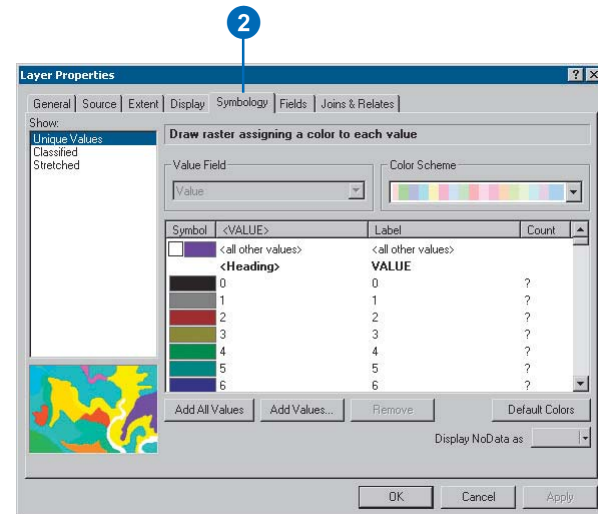 2
Layer Properties
General Source Extent Display Symbology Fields Joins & Relates
Show:
Unique Values
Classified
Stretched
Draw raster assigning a color to each value
Value Field
Value
Color Scheme
Symbol <VALUE> Label Count
<all other values> <all other values>
<Heading> VALUE
0 0 ?
1 1 ?
2 2 ?
3 3 ?
4 4 ?
5 5 ?
6 6 ?
Add All Values Add Values... Remove Default Colors
Display NoData as
OK Cancel Apply